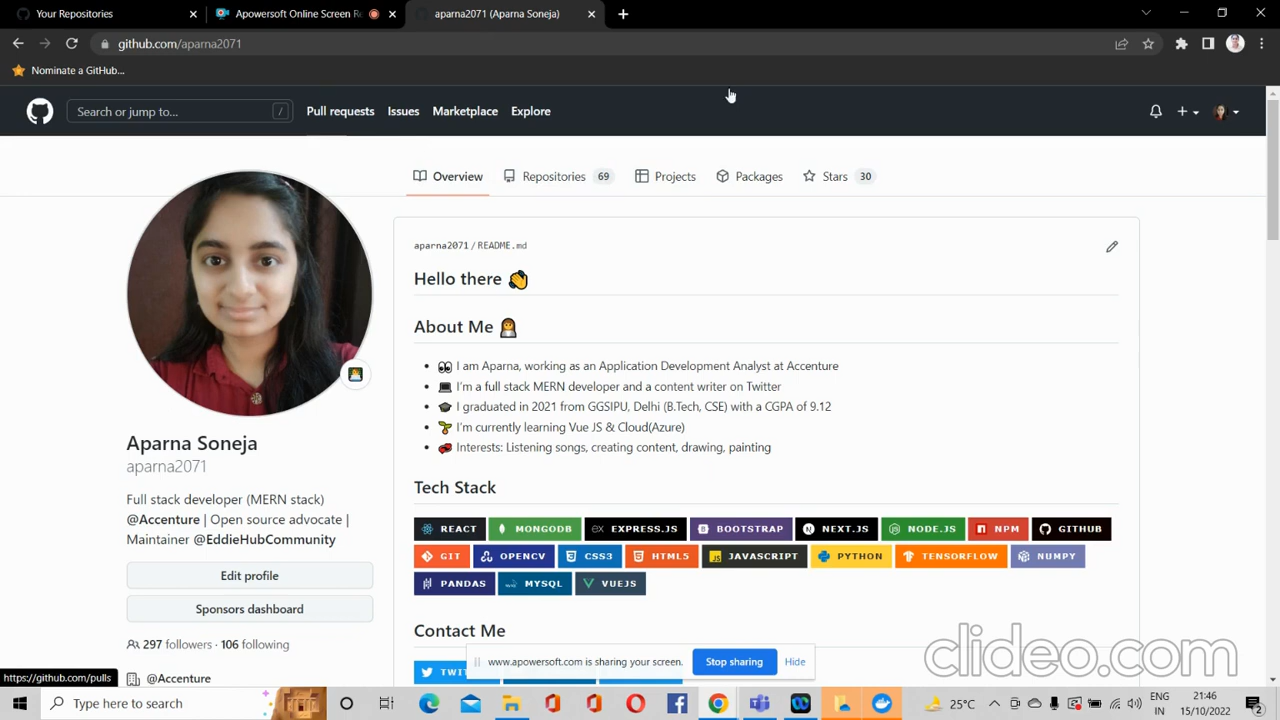 Your Repositories
Apowersoft Online Screen Re
aparna2071 (Aparna Soneja)
github.com/aparna2071
Nominate a GitHub...
Search or jump to...
/
Pull requests
Issues
Marketplace
Explore
Overview
Repositories 69
Projects
Packages
Stars 30
aparna2071/README.md
Hello there
About Me
I am Aparna, working as an Application Development Analyst at Accenture
I'm a full stack MERN developer and a content writer on Twitter
I graduated in 2021 from GGSIPU, Delhi (B.Tech, CSE) with a CGPA of 9.12
I'm currently learning Vue JS & Cloud(Azure)
Interests: Listening songs, creating content, drawing, painting
Aparna Soneja
aparna2071
Full stack developer (MERN stack)
@Accenture | Open source advocate |
Maintainer @EddieHubCommunity
Edit profile
Sponsors dashboard
297 followers · 106 following
@Accenture
Tech Stack
REACT MONGODB EXPRESS.JS BOOTSTRAP NEXT.JS NODE.JS NPM GITHUB
GIT OPENCV CSS3 HTML5 JAVASCRIPT PYTHON TENSORFLOW NUMPY
PANDAS MYSQL VUEJS
Contact Me
www.apowersoft.com is sharing your screen.
Stop sharing
Hide
clideo.com
https://github.com/pulls
Type here to search
25°C
ENG
IN
21:46
15/10/2022
2